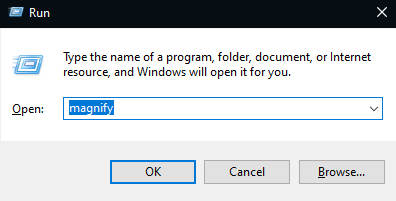 Run
Type the name of a program, folder, document, or Internet
resource, and Windows will open it for you.
Open: magnify
OK Cancel Browse...